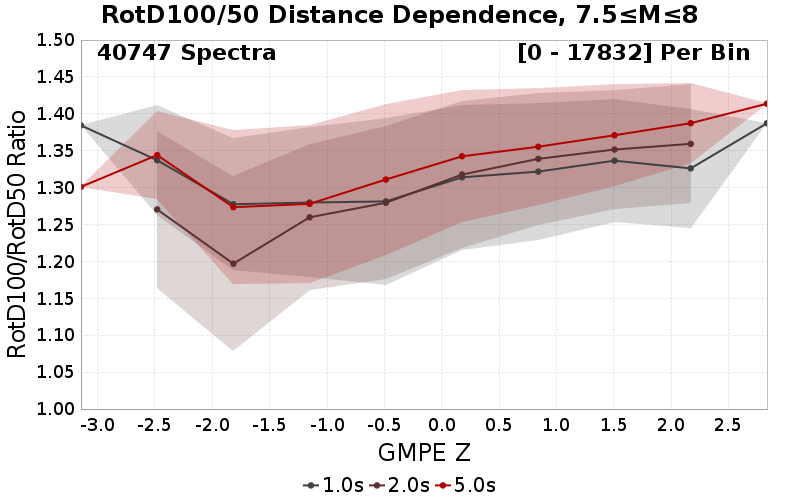 RotD100/50 Distance Dependence, 7.5≤M≤8
40747 Spectra
[0 - 17832] Per Bin
RotD100/RotD50 Ratio
1.50
1.45
1.40
1.35
1.30
1.25
1.20
1.15
1.10
1.05
1.00
-3.0 -2.5 -2.0 -1.5 -1.0 -0.5 0.0 0.5 1.0 1.5 2.0 2.5
GMPE Z
1.0s 2.0s 5.0s